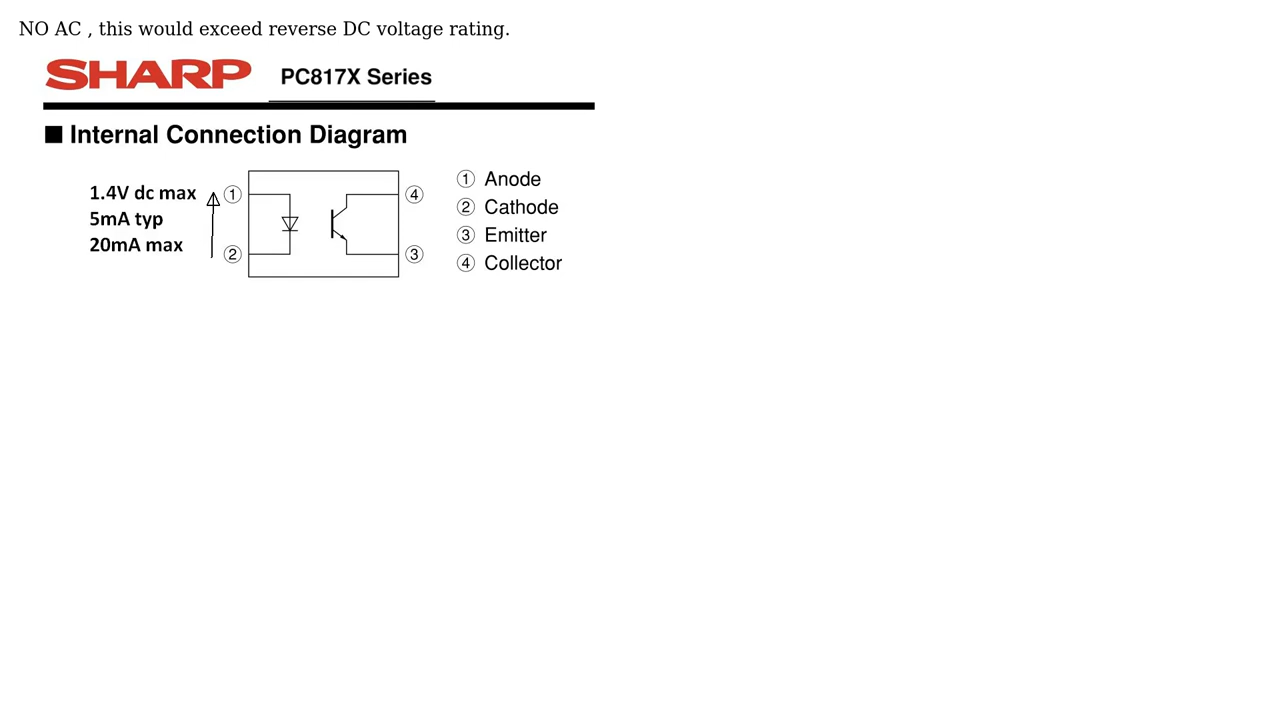 NO AC , this would exceed reverse DC voltage rating.
SHARP PC817X Series
■ Internal Connection Diagram
1.4V dc max
5mA typ
20mA max
① ④
② ③
① Anode
② Cathode
③ Emitter
④ Collector